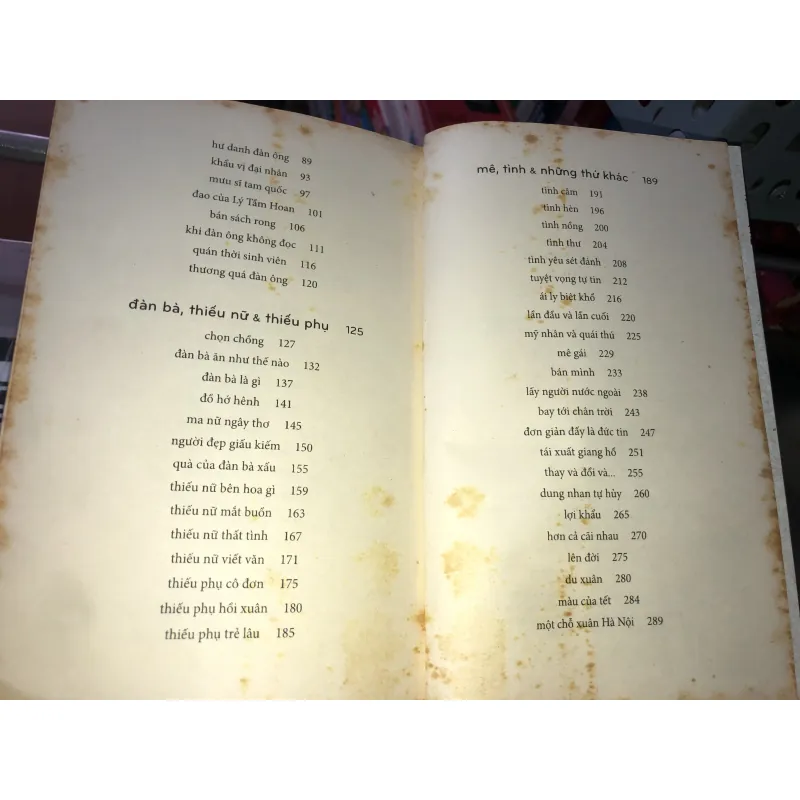 hư danh đàn ông 89
khẩu vị đại nhân 93
mưu sĩ tam quốc 97
đao của Lý Tầm Hoan 101
bán sách rong 106
khi đàn ông không đọc 111
quán thời sinh viên 116
thương quá đàn ông 120
đàn bà, thiếu nữ & thiếu phụ 125
chọn chồng 127
đàn bà ăn như thế nào 132
đàn bà là gì 137
đồ hớ hênh 141
ma nữ ngây thơ 145
người đẹp giấu kiếm 150
quà của đàn bà xấu 155
thiếu nữ bên hoa gì 159
thiếu nữ mắt buồn 163
thiếu nữ thất tình 167
thiếu nữ viết văn 171
thiếu phụ cô đơn 175
thiếu phụ hồi xuân 180
thiếu phụ trẻ lâu 185
mê, tình & những thứ khác 189
tình câm 191
tình hèn 196
tình nồng 200
tình thư 204
tình yêu sét đánh 208
tuyệt vọng tự tin 212
ái ly biệt khổ 216
lần đầu và lần cuối 220
mỹ nhân và quái thú 225
mê gái 229
bán mình 233
lấy người nước ngoài 238
bay tới chân trời 243
đơn giản đấy là đức tin 247
tái xuất giang hồ 251
thay và đổi và... 255
dung nhan tự hủy 260
lợi khẩu 265
hơn cả cãi nhau 270
lên đời 275
du xuân 280
màu của tết 284
một chỗ xuân Hà Nội 289